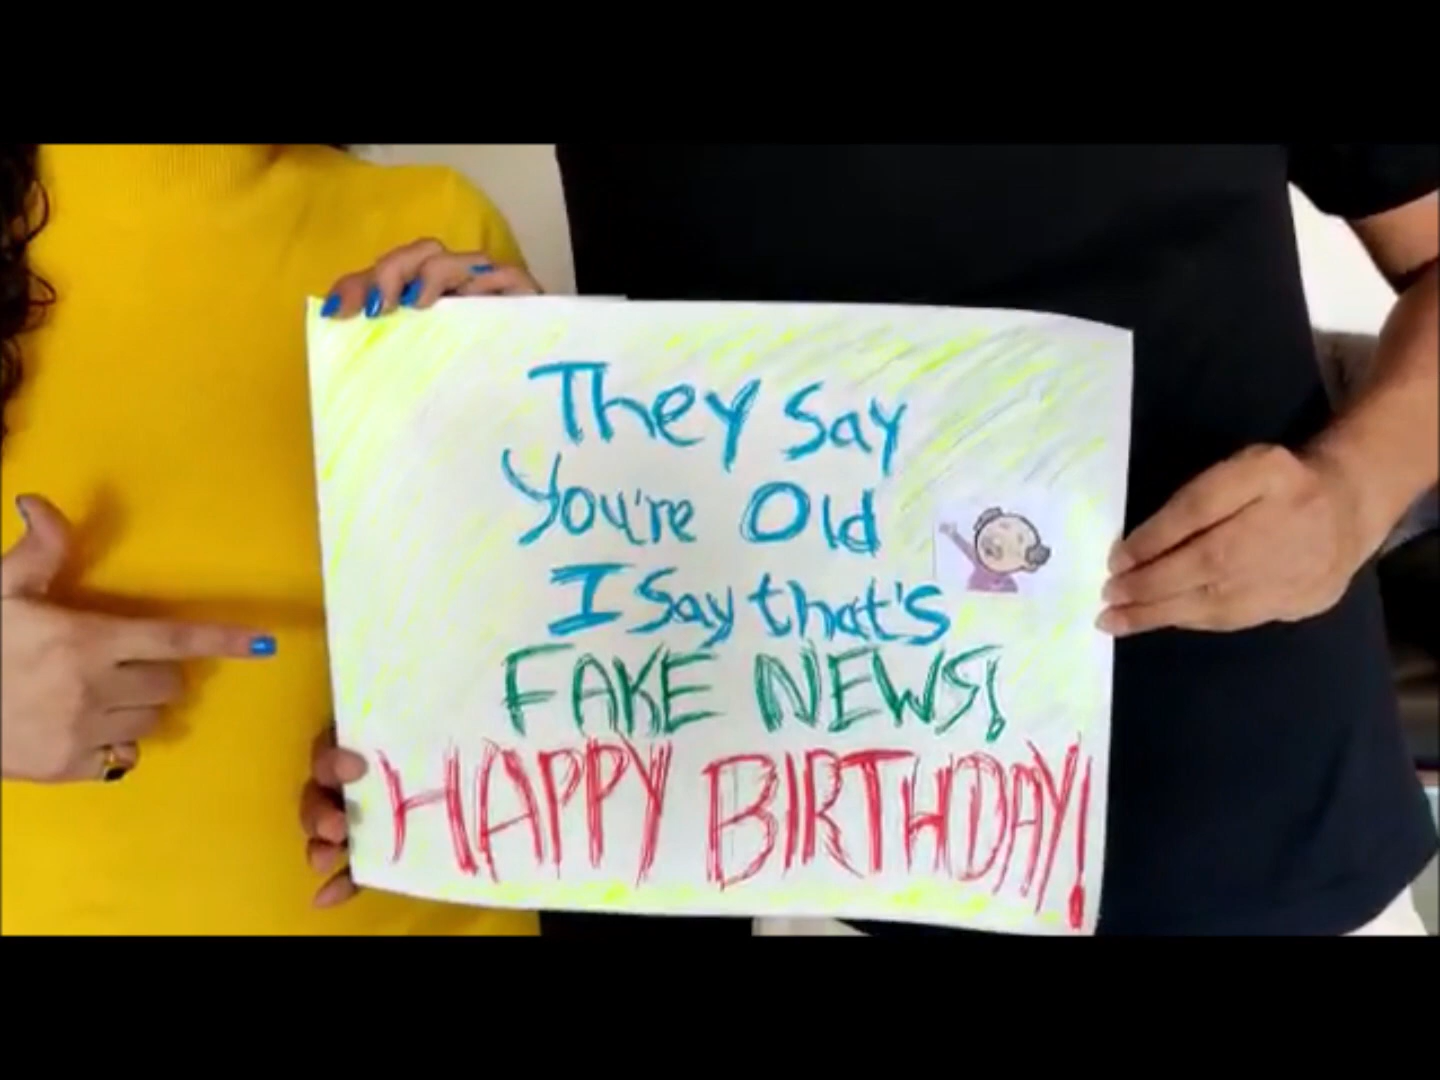 They say
You're Old
I say that's
FAKE NEWS!
HAPPY BIRTHDAY!